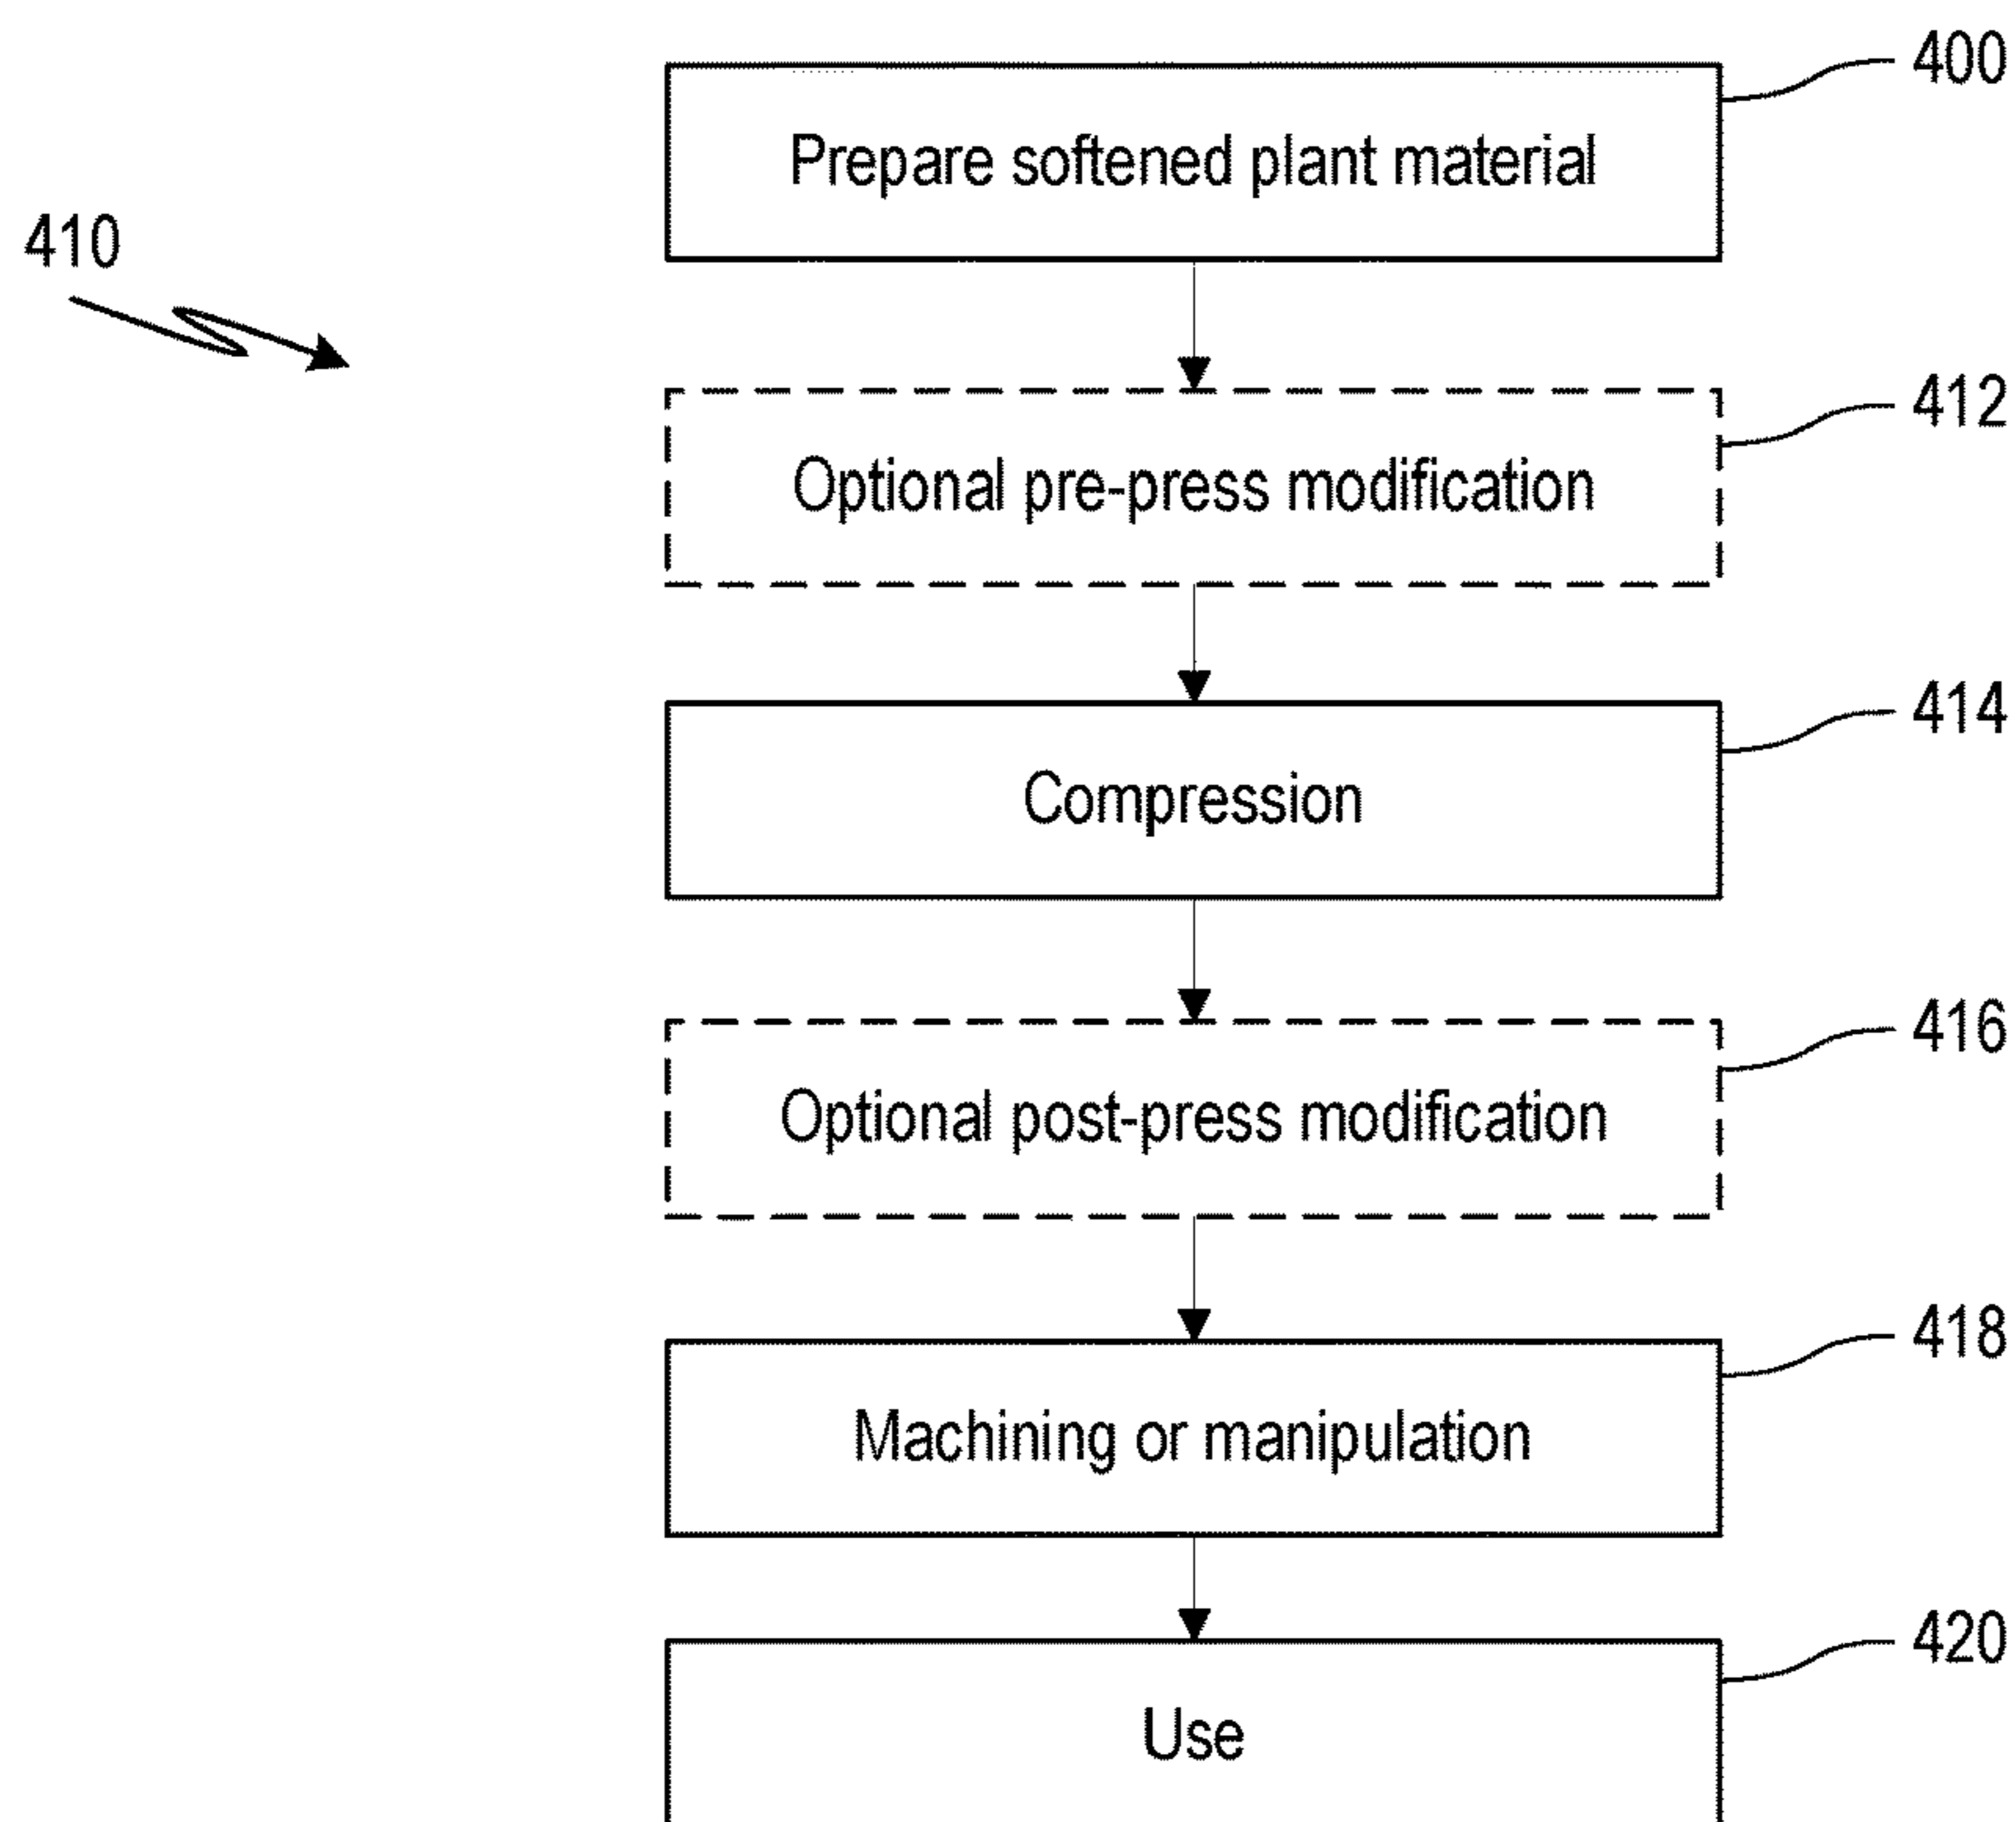 400
Prepare softened plant material
410
412
Optional pre-press modification
414
Compression
416
Optional post-press modification
418
Machining or manipulation
420
Use